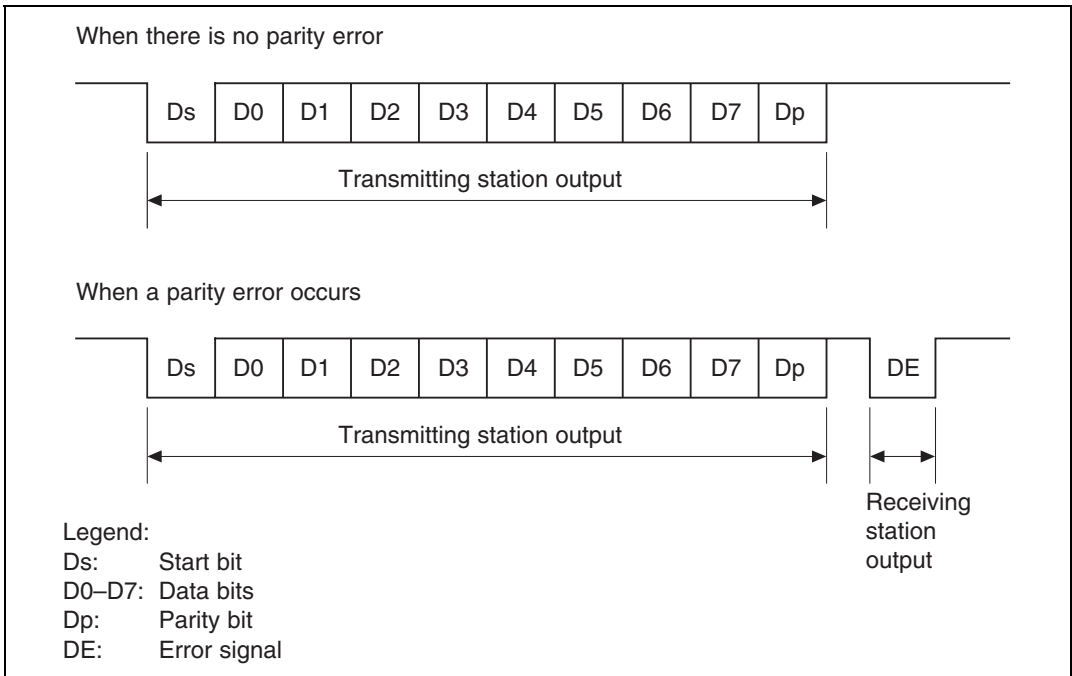 When there is no parity error
Ds D0 D1 D2 D3 D4 D5 D6 D7 Dp
Transmitting station output
When a parity error occurs
Ds D0 D1 D2 D3 D4 D5 D6 D7 Dp DE
Transmitting station output
Receiving
station
output
Legend:
Ds: Start bit
D0–D7: Data bits
Dp: Parity bit
DE: Error signal